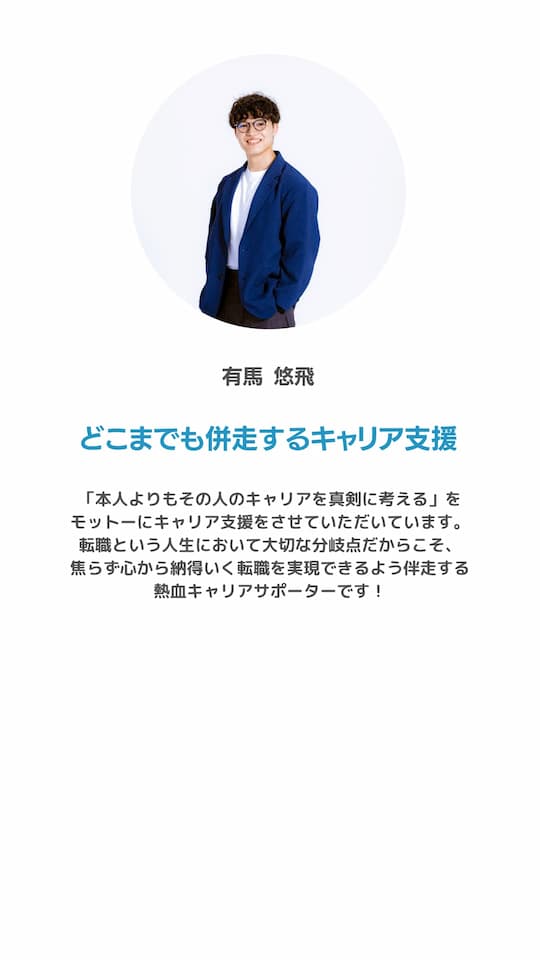 有馬 悠飛
どこまでも併走するキャリア支援
「本人よりもその人のキャリアを真剣に考える」を
モットーにキャリア支援をさせていただいています。
転職という人生において大切な分岐点だからこそ、
焦らず心から納得いく転職を実現できるよう伴走する
熱血キャリアサポーターです！